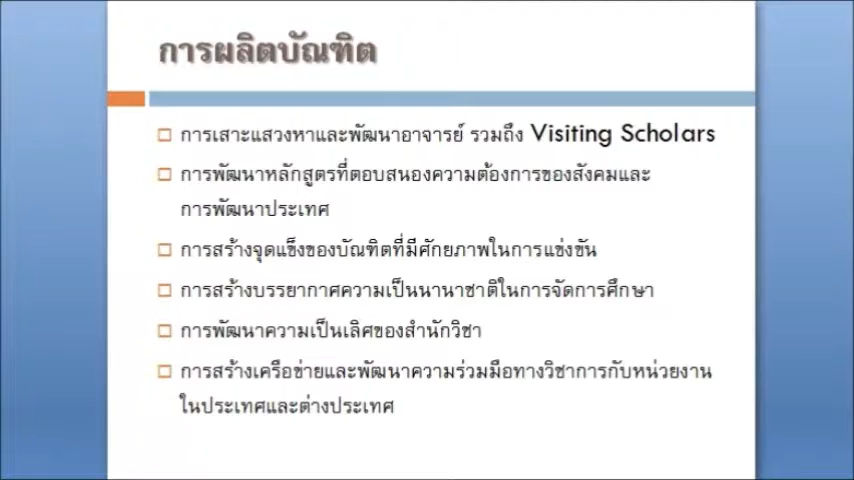 การผลิตบัณฑิต
การเสาะแสวงหาและพัฒนาอาจารย์ รวมถึง Visiting Scholars
การพัฒนาหลักสูตรที่ตอบสนองความต้องการของสังคมและ
การพัฒนาประเทศ
การสร้างจุดแข็งของบัณฑิตที่มีศักยภาพในการแข่งขัน
การสร้างบรรยากาศความเป็นนานาชาติในการจัดการศึกษา
การพัฒนาความเป็นเลิศของสำนักวิชา
การสร้างเครือข่ายและพัฒนาความร่วมมือทางวิชาการกับหน่วยงาน
ในประเทศและต่างประเทศ